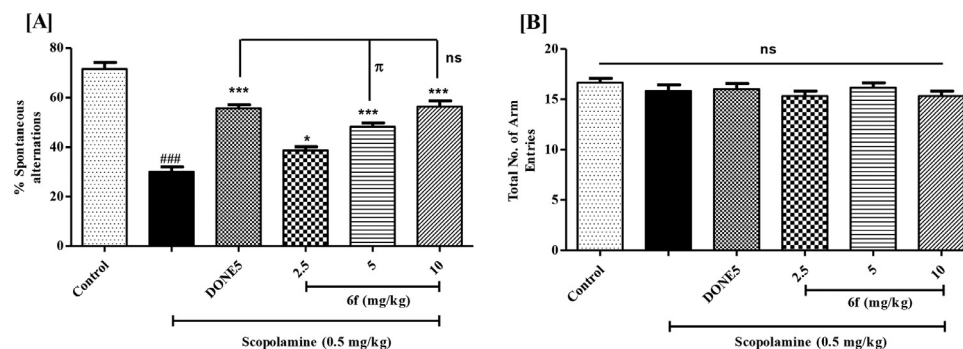 [A]
80
60
40
20
0
% Spontaneous
alternations
###
***
*
***
***
π
ns
Control
DONE5
2.5
5
10
6f (mg/kg)
Scopolamine (0.5 mg/kg)
[B]
20
15
10
5
0
Total No. of Arm
Entries
ns
Control
DONE5
2.5
5
10
6f (mg/kg)
Scopolamine (0.5 mg/kg)